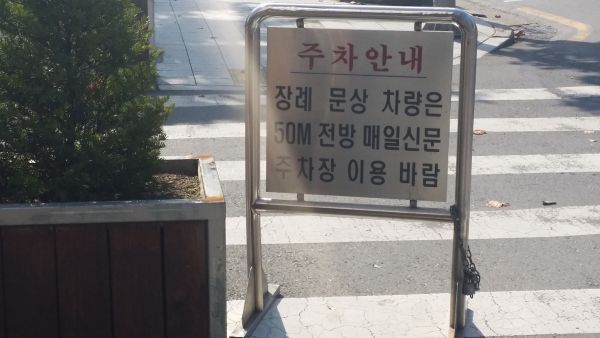 주차안내
장례 문상 차량은
50M 전방 매일신문
주차장 이용 바람